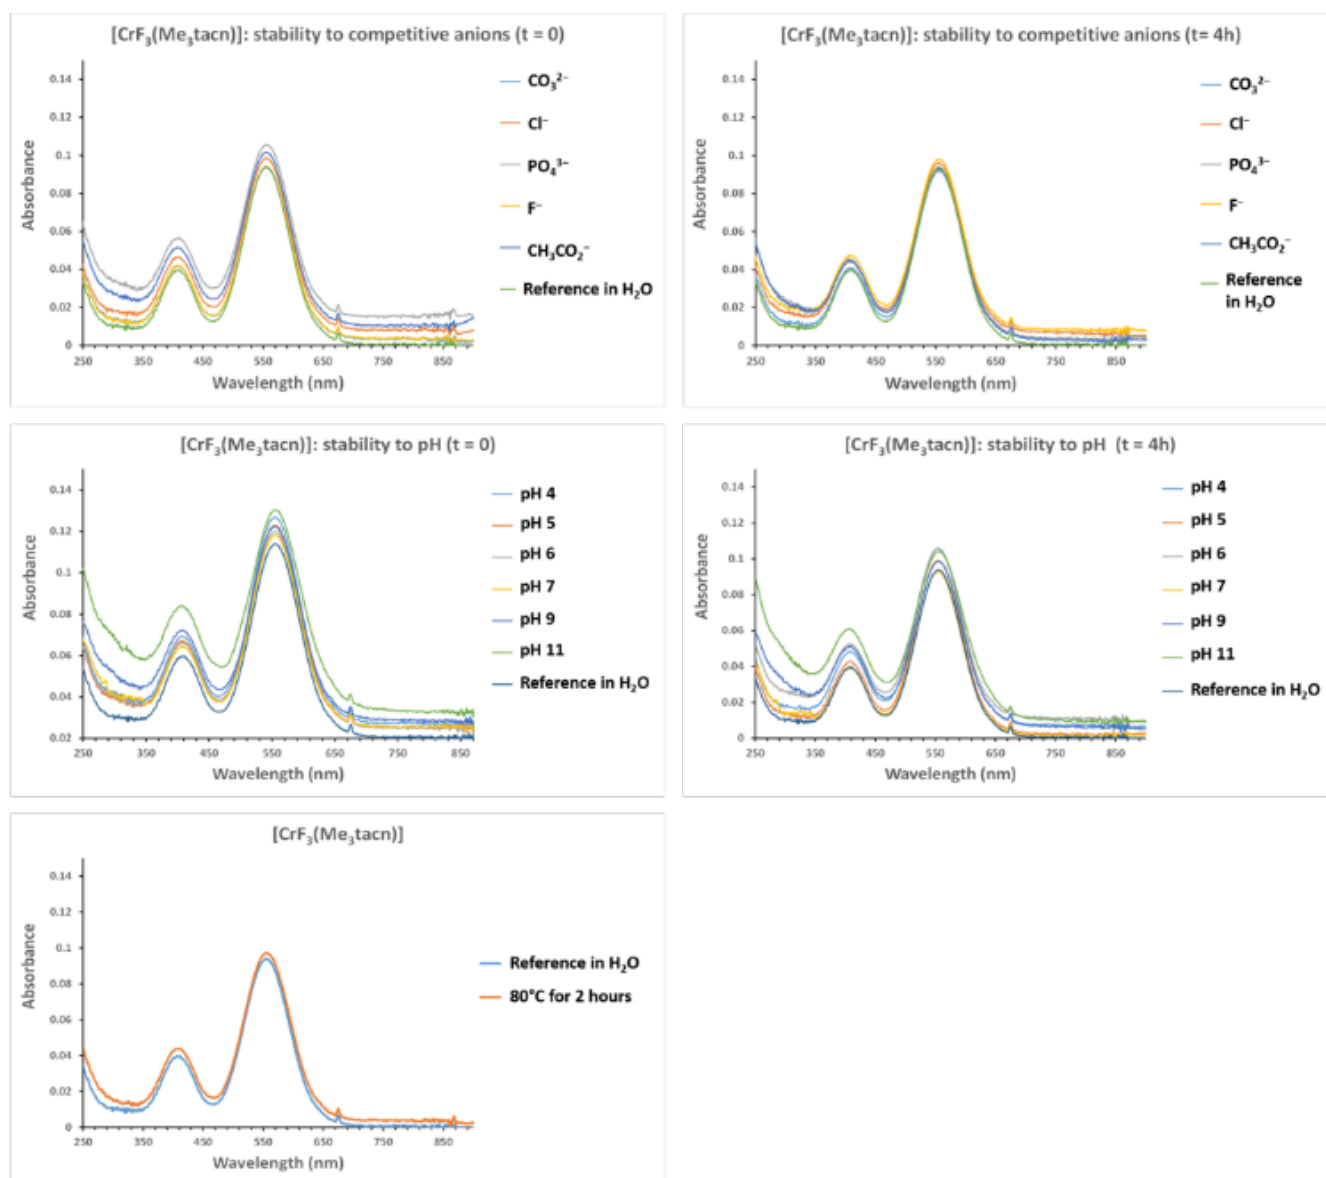 [CrF₃(Me₃tacn)]: stability to competitive anions (t = 0)
0.14
0.12
0.1
0.08
0.06
0.04
0.02
0
Absorbance
250
350
450
550
650
750
850
Wavelength (nm)
CO₃²⁻
Cl⁻
PO₄³⁻
F⁻
CH₃CO₂⁻
Reference in H₂O
[CrF₃(Me₃tacn)]: stability to competitive anions (t= 4h)
0.14
0.12
0.1
0.08
0.06
0.04
0.02
0
Absorbance
250
350
450
550
650
750
850
Wavelength (nm)
CO₃²⁻
Cl⁻
PO₄³⁻
F⁻
CH₃CO₂⁻
Reference
in H₂O
[CrF₃(Me₃tacn)]: stability to pH (t = 0)
0.14
0.12
0.1
0.08
0.06
0.04
0.02
Absorbance
250
350
450
550
650
750
850
Wavelength (nm)
pH 4
pH 5
pH 6
pH 7
pH 9
pH 11
Reference in H₂O
[CrF₃(Me₃tacn)]: stability to pH (t = 4h)
0.14
0.12
0.1
0.08
0.06
0.04
0.02
0
Absorbance
250
350
450
550
650
750
850
Wavelength (nm)
pH 4
pH 5
pH 6
pH 7
pH 9
pH 11
Reference in H₂O
[CrF₃(Me₃tacn)]
0.14
0.12
0.1
0.08
0.06
0.04
0.02
0
Absorbance
250
350
450
550
650
750
850
Wavelength (nm)
Reference in H₂O
80°C for 2 hours